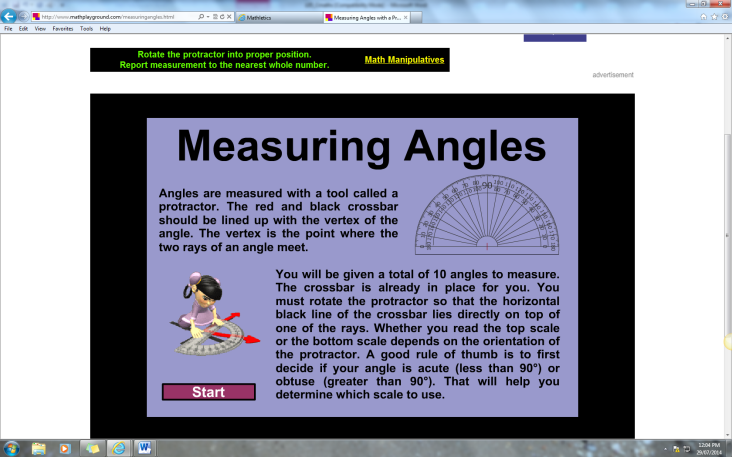 http://www.mathplayground.com/measuringangles.html
Mathletics
Measuring Angles with a Pr...
File Edit View Favorites Tools Help
Rotate the protractor into proper position.
Report measurement to the nearest whole number.
Math Manipulatives
advertisement
Measuring Angles
Angles are measured with a tool called a
protractor. The red and black crossbar
should be lined up with the vertex of the
angle. The vertex is the point where the
two rays of an angle meet.
90
You will be given a total of 10 angles to measure.
The crossbar is already in place for you. You
must rotate the protractor so that the horizontal
black line of the crossbar lies directly on top of
one of the rays. Whether you read the top scale
or the bottom scale depends on the orientation of
the protractor. A good rule of thumb is to first
decide if your angle is acute (less than 90°) or
obtuse (greater than 90°). That will help you
determine which scale to use.
Start
12:04 PM
29/07/2014